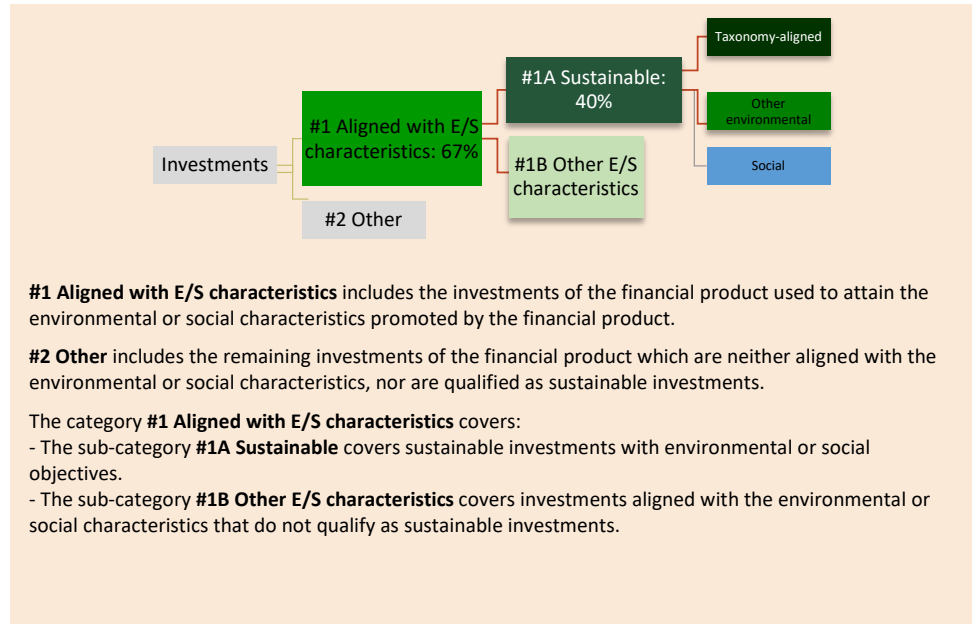 Taxonomy-aligned
#1A Sustainable:
40%
Other
environmental
#1 Aligned with E/S
characteristics: 67%
Investments
#1B Other E/S
characteristics
Social
#2 Other
#1 Aligned with E/S characteristics includes the investments of the financial product used to attain the
environmental or social characteristics promoted by the financial product.
#2 Other includes the remaining investments of the financial product which are neither aligned with the
environmental or social characteristics, nor are qualified as sustainable investments.
The category #1 Aligned with E/S characteristics covers:
- The sub-category #1A Sustainable covers sustainable investments with environmental or social
objectives.
- The sub-category #1B Other E/S characteristics covers investments aligned with the environmental or
social characteristics that do not qualify as sustainable investments.